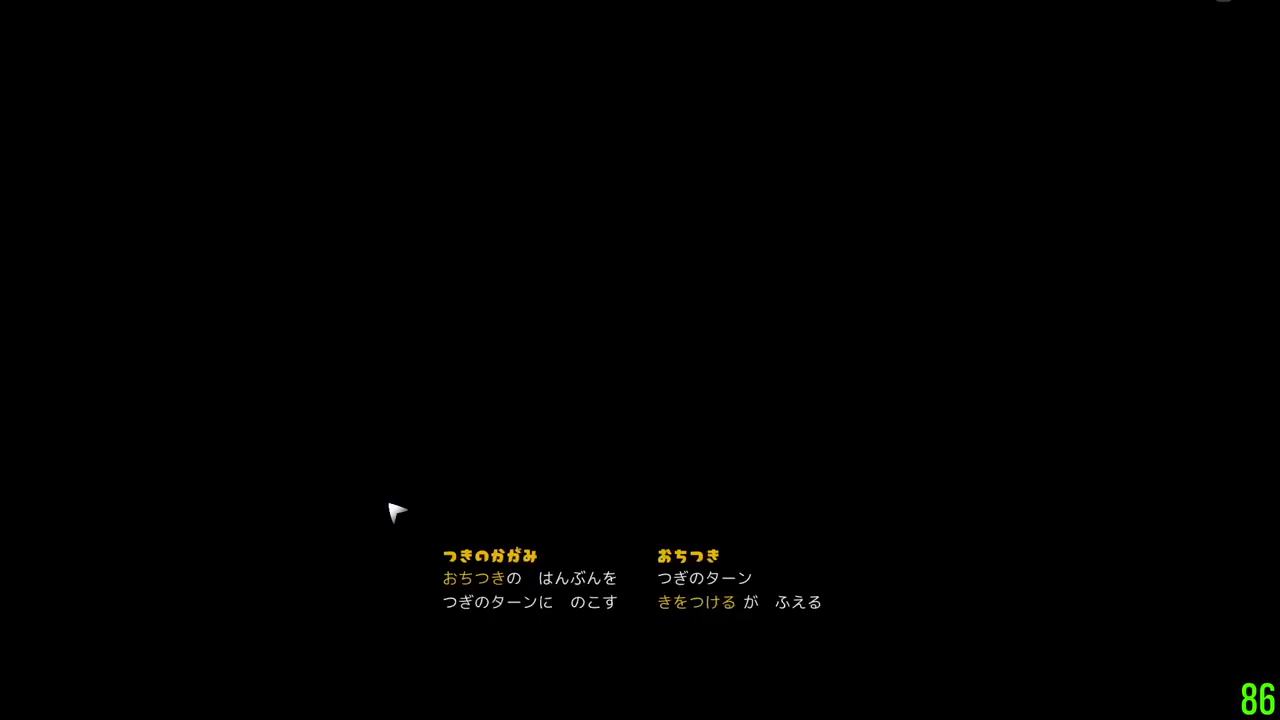 つきのかがみ
おちつきの　はんぶんを
つぎのターンに　のこす
おちつき
つぎのターン
きをつける が　ふえる
86